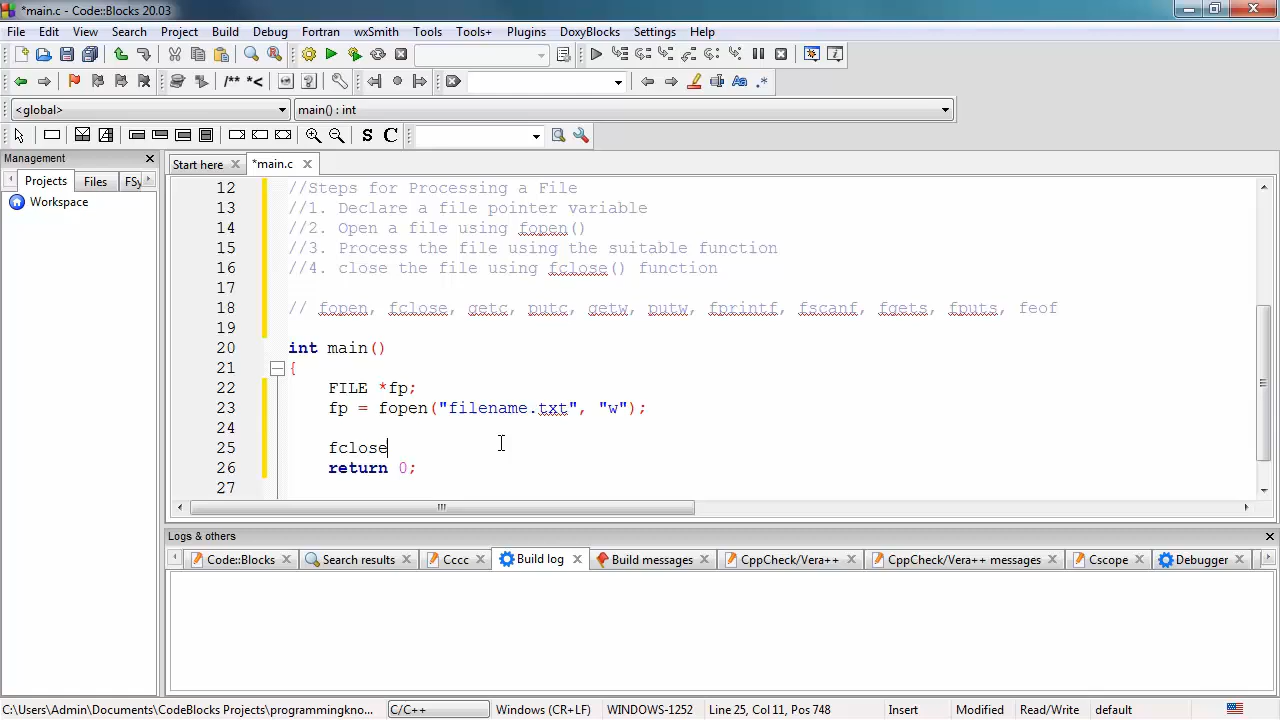 *main.c - Code::Blocks 20.03
File Edit View Search Project Build Debug Fortran wxSmith Tools Tools+ Plugins DoxyBlocks Settings Help
/** *<
Aa .*
<global> main() : int
S C
Management
Projects Files FSy
Workspace
Start here *main.c
12 //Steps for Processing a File
13 //1. Declare a file pointer variable
14 //2. Open a file using fopen()
15 //3. Process the file using the suitable function
16 //4. close the file using fclose() function
17
18 // fopen, fclose, getc, putc, getw, putw, fprintf, fscanf, fgets, fputs, feof
19
20 int main()
21 {
22 FILE *fp;
23 fp = fopen("filename.txt", "w");
24
25 fclose
26 return 0;
27
Logs & others
Code::Blocks Search results Cccc Build log Build messages CppCheck/Vera++ CppCheck/Vera++ messages Cscope Debugger
C:\Users\Admin\Documents\CodeBlocks Projects\programmingkno... C/C++ Windows (CR+LF) WINDOWS-1252 Line 25, Col 11, Pos 748 Insert Modified Read/Write default